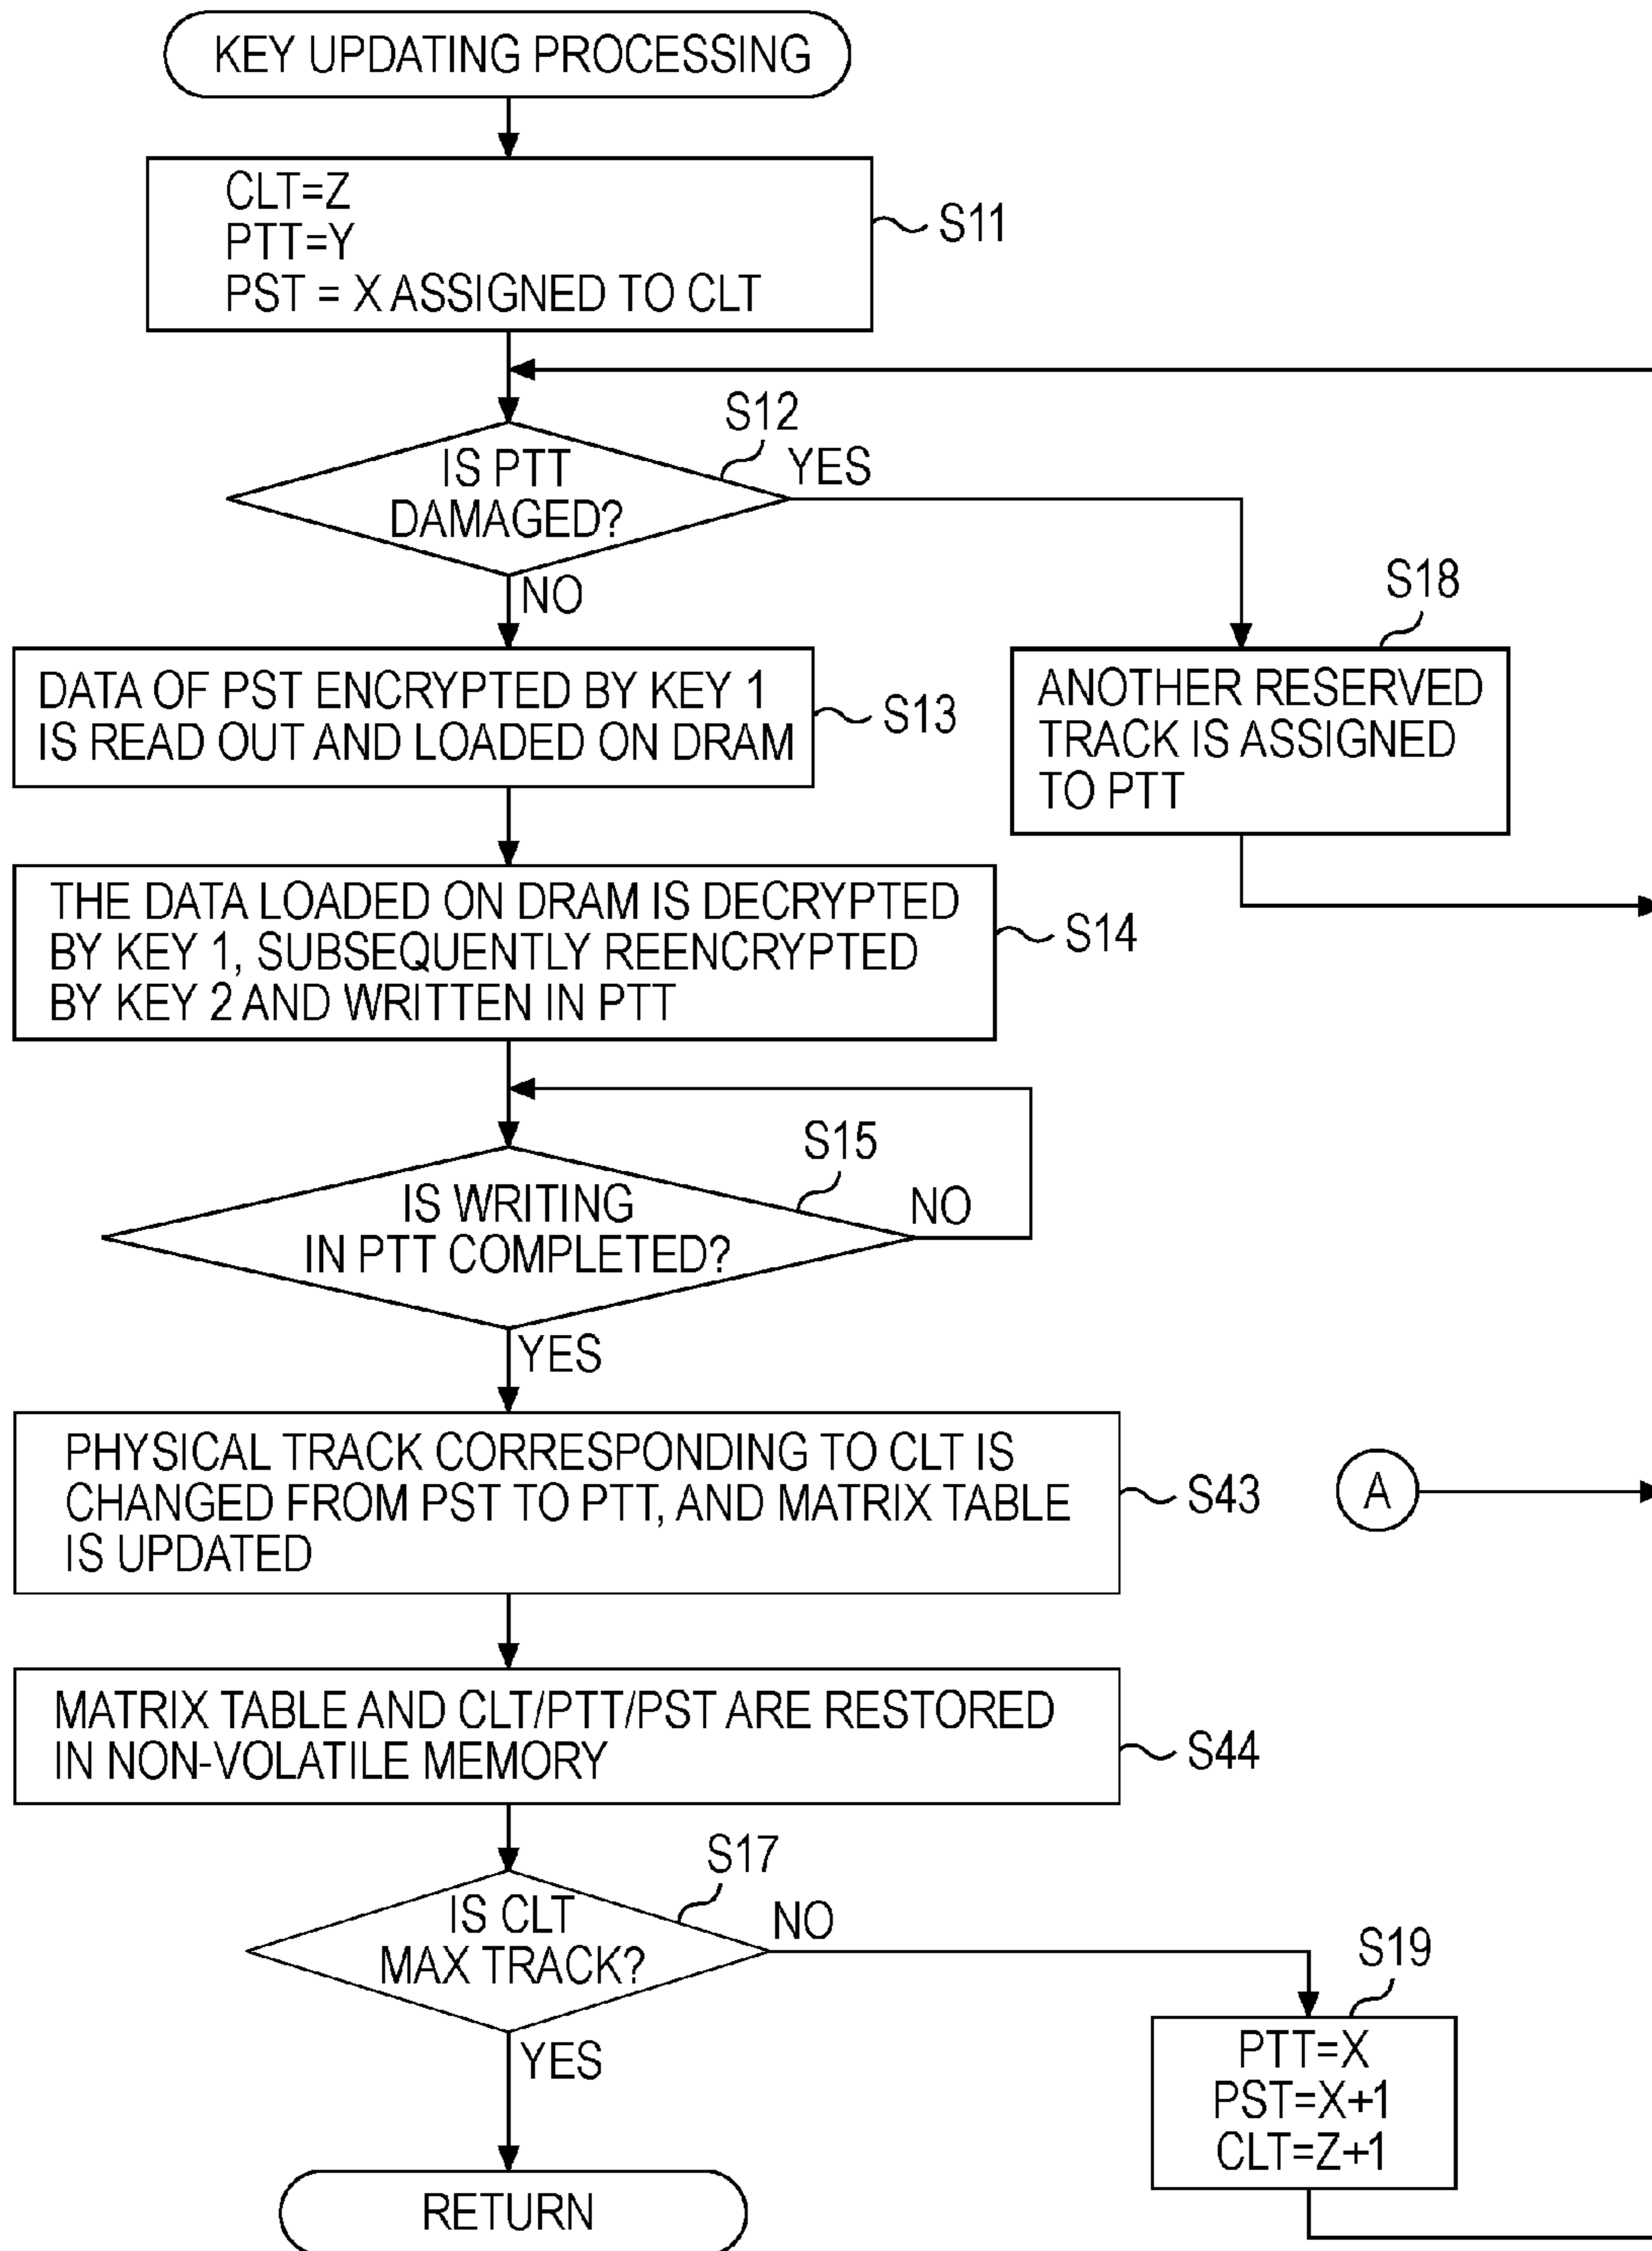 KEY UPDATING PROCESSING
CLT=Z
PTT=Y
PST = X ASSIGNED TO CLT
S11
S12
IS PTT
DAMAGED?
YES
NO
S18
ANOTHER RESERVED
TRACK IS ASSIGNED
TO PTT
DATA OF PST ENCRYPTED BY KEY 1
IS READ OUT AND LOADED ON DRAM
S13
THE DATA LOADED ON DRAM IS DECRYPTED
BY KEY 1, SUBSEQUENTLY REENCRYPTED
BY KEY 2 AND WRITTEN IN PTT
S14
S15
IS WRITING
IN PTT COMPLETED?
NO
YES
PHYSICAL TRACK CORRESPONDING TO CLT IS
CHANGED FROM PST TO PTT, AND MATRIX TABLE
IS UPDATED
S43
A
MATRIX TABLE AND CLT/PTT/PST ARE RESTORED
IN NON-VOLATILE MEMORY
S44
S17
IS CLT
MAX TRACK?
NO
YES
S19
PTT=X
PST=X+1
CLT=Z+1
RETURN